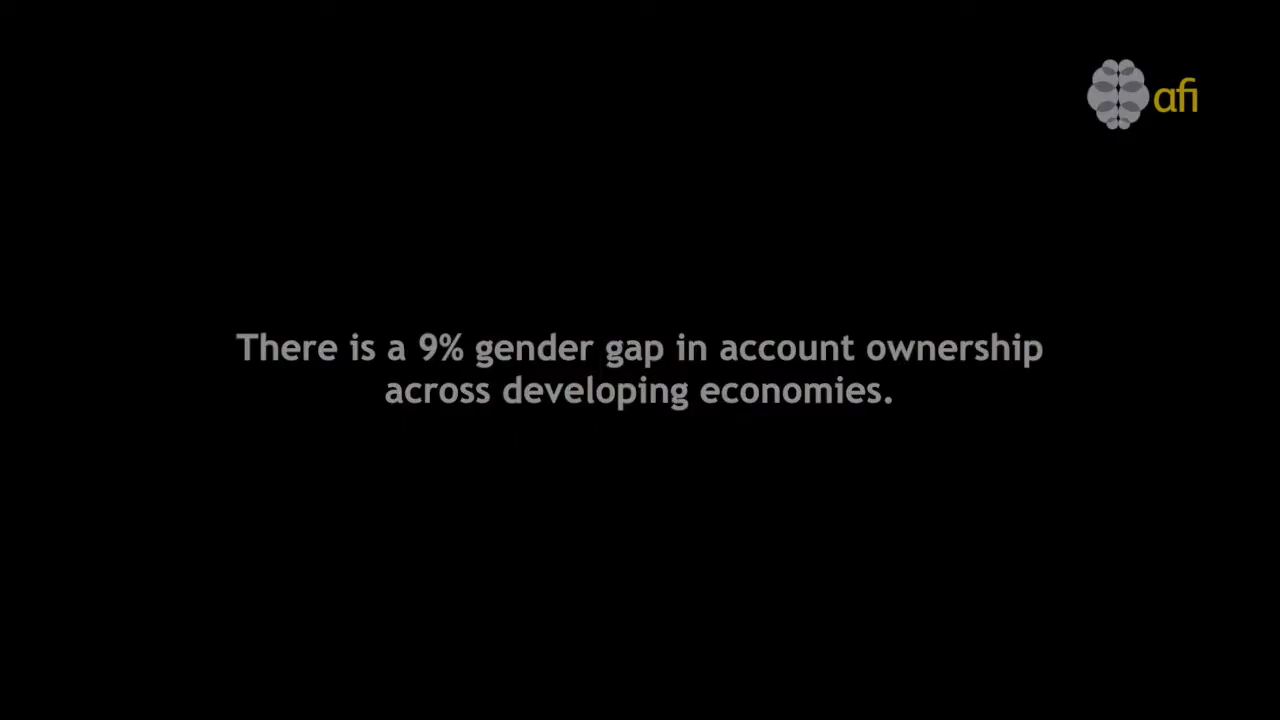 afi
There is a 9% gender gap in account ownership
across developing economies.